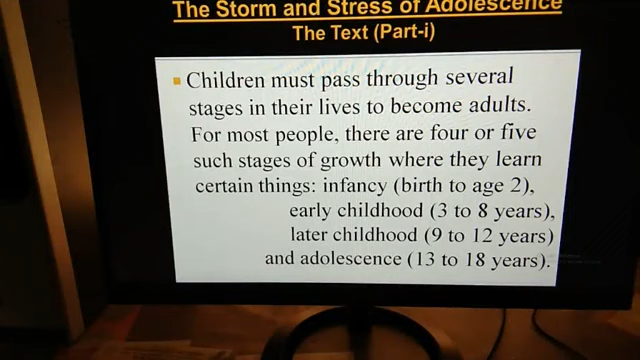 The Storm and Stress of Adolescence
The Text (Part-i)
Children must pass through several
stages in their lives to become adults.
For most people, there are four or five
such stages of growth where they learn
certain things: infancy (birth to age 2),
early childhood (3 to 8 years),
later childhood (9 to 12 years)
and adolescence (13 to 18 years).